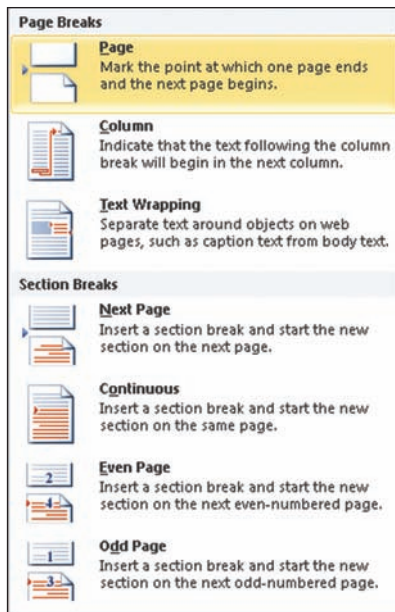 Page Breaks
Page
Mark the point at which one page ends
and the next page begins.
Column
Indicate that the text following the column
break will begin in the next column.
Text Wrapping
Separate text around objects on web
pages, such as caption text from body text.
Section Breaks
Next Page
Insert a section break and start the new
section on the next page.
Continuous
Insert a section break and start the new
section on the same page.
2
4
Even Page
Insert a section break and start the new
section on the next even-numbered page.
1
3
Odd Page
Insert a section break and start the new
section on the next odd-numbered page.